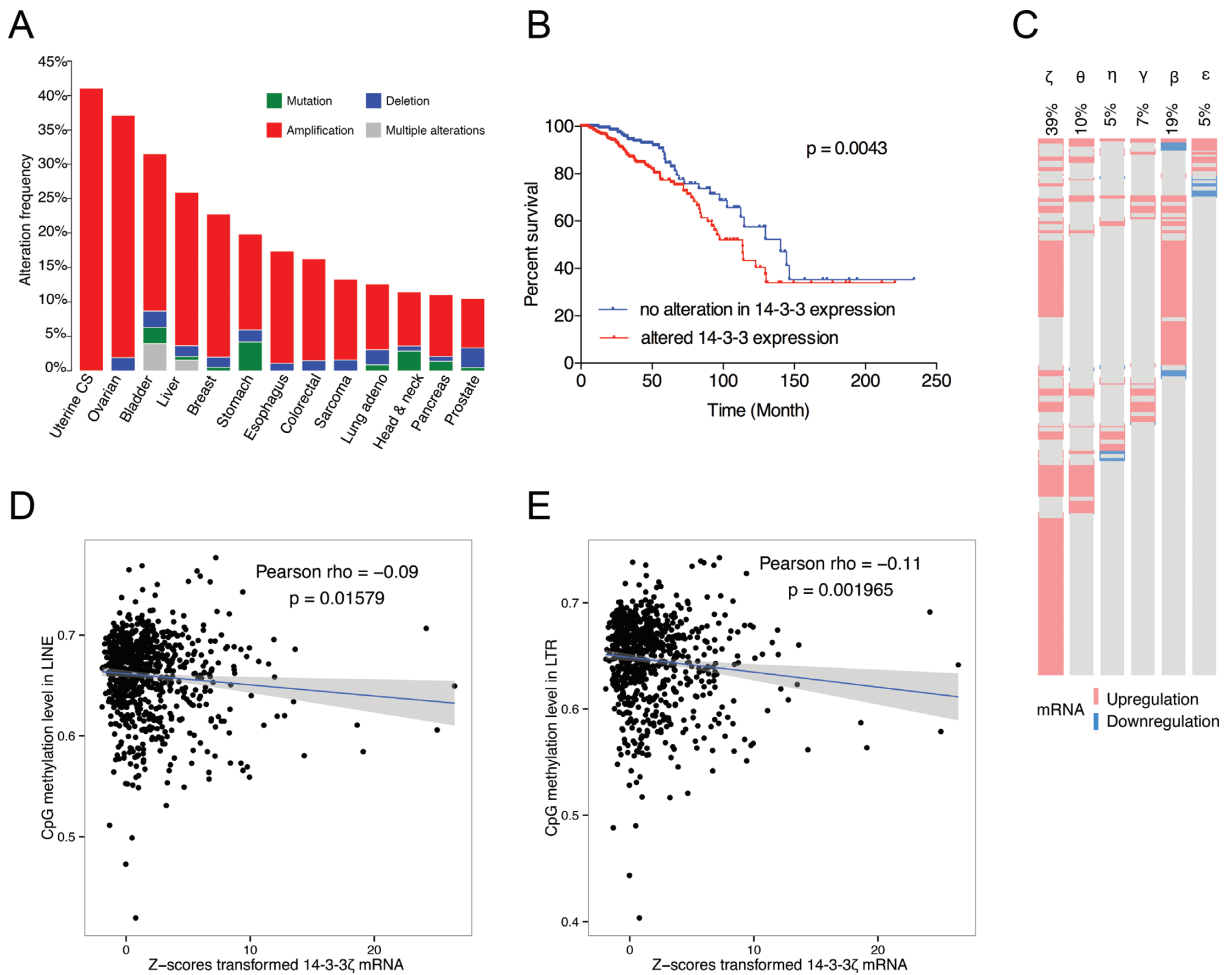 A
45%
40%
35%
30%
25%
20%
15%
10%
5%
0%
Alteration frequency
Mutation
Deletion
Amplification
Multiple alterations
Uterine CS
Ovarian
Bladder
Liver
Breast
Stomach
Esophagus
Colorectal
Sarcoma
Lung adeno
Head & neck
Pancreas
Prostate
B
100
80
60
40
20
0
Percent survival
p = 0.0043
no alteration in 14-3-3 expression
altered 14-3-3 expression
0
50
100
150
200
250
Time (Month)
C
ζ θ η γ β ε
39% 10% 5% 7% 19% 5%
mRNA
Upregulation
Downregulation
D
Pearson rho = −0.09
p = 0.01579
0.7
0.6
0.5
CpG methylation level in LINE
0
10
20
Z-scores transformed 14-3-3ζ mRNA
E
Pearson rho = −0.11
p = 0.001965
0.7
0.6
0.5
0.4
CpG methylation level in LTR
0
10
20
Z-scores transformed 14-3-3ζ mRNA